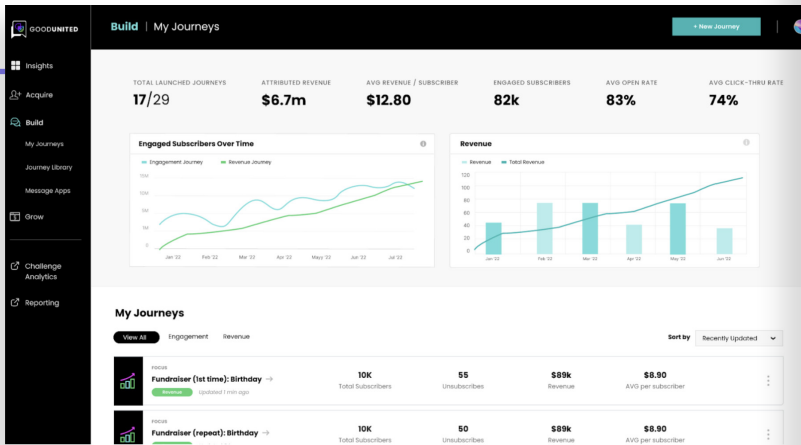 GOODUNITED
Build | My Journeys
+ New Journey
Insights
Acquire
Build
My Journeys
Journey Library
Message Apps
Grow
Challenge
Analytics
Reporting
TOTAL LAUNCHED JOURNEYS
17/29
ATTRIBUTED REVENUE
$6.7m
AVG REVENUE / SUBSCRIBER
$12.80
ENGAGED SUBSCRIBERS
82k
AVG OPEN RATE
83%
AVG CLICK-THRU RATE
74%
Engaged Subscribers Over Time
Engagement Journey Revenue Journey
15M
10M
5M
1M
0
Jan '22 Feb '22 Mar '22 Apr '22 Mayy '22 Jun '22 Jul '22
Revenue
Revenue Total Revenue
120
100
80
60
40
20
0
Jan '22 Feb '22 Mar '22 Apr '22 May '22 Jun '22
My Journeys
View All Engagement Revenue
Sort by Recently Updated
FOCUS
Fundraiser (1st time): Birthday →
Revenue Updated 1 min ago
10K
Total Subscribers
55
Unsubscribes
$89k
Revenue
$8.90
AVG per subscriber
FOCUS
Fundraiser (repeat): Birthday →
10K
Total Subscribers
50
Unsubscribes
$89k
Revenue
$8.90
AVG per subscriber